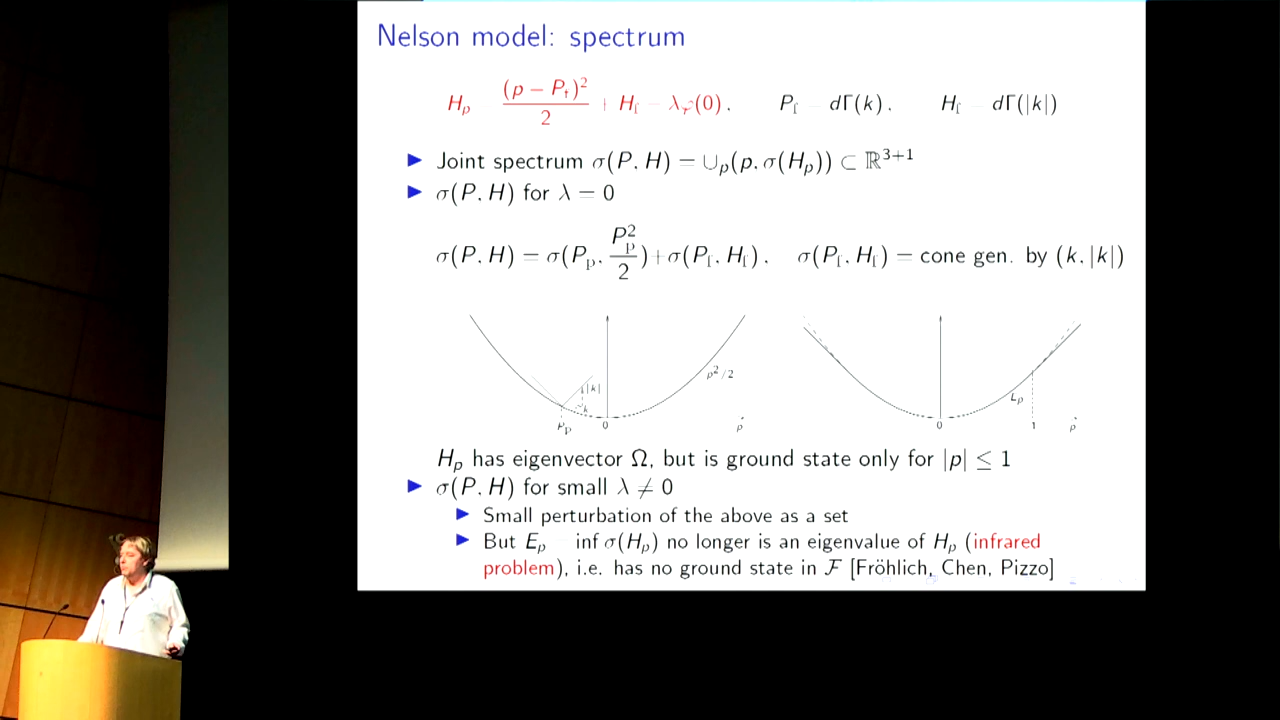 Nelson model: spectrum
H_p (p − P_f)² / 2 + H_f − λφ(0), P_f − dΓ(k), H_f − dΓ(|k|)
▶ Joint spectrum σ(P, H) = ∪_p(p, σ(H_p)) ⊂ ℝ³⁺¹
▶ σ(P, H) for λ = 0
σ(P, H) = σ(P_p, P_p² / 2) + σ(P_f, H_f), σ(P_f, H_f) = cone gen. by (k, |k|)
|k|
k
p²/2
P_p 0 p
E_p
0 1 p
H_p has eigenvector Ω, but is ground state only for |p| ≤ 1
▶ σ(P, H) for small λ ≠ 0
▶ Small perturbation of the above as a set
▶ But E_p inf σ(H_p) no longer is an eigenvalue of H_p (infrared
problem), i.e. has no ground state in ℱ [Fröhlich, Chen, Pizzo]